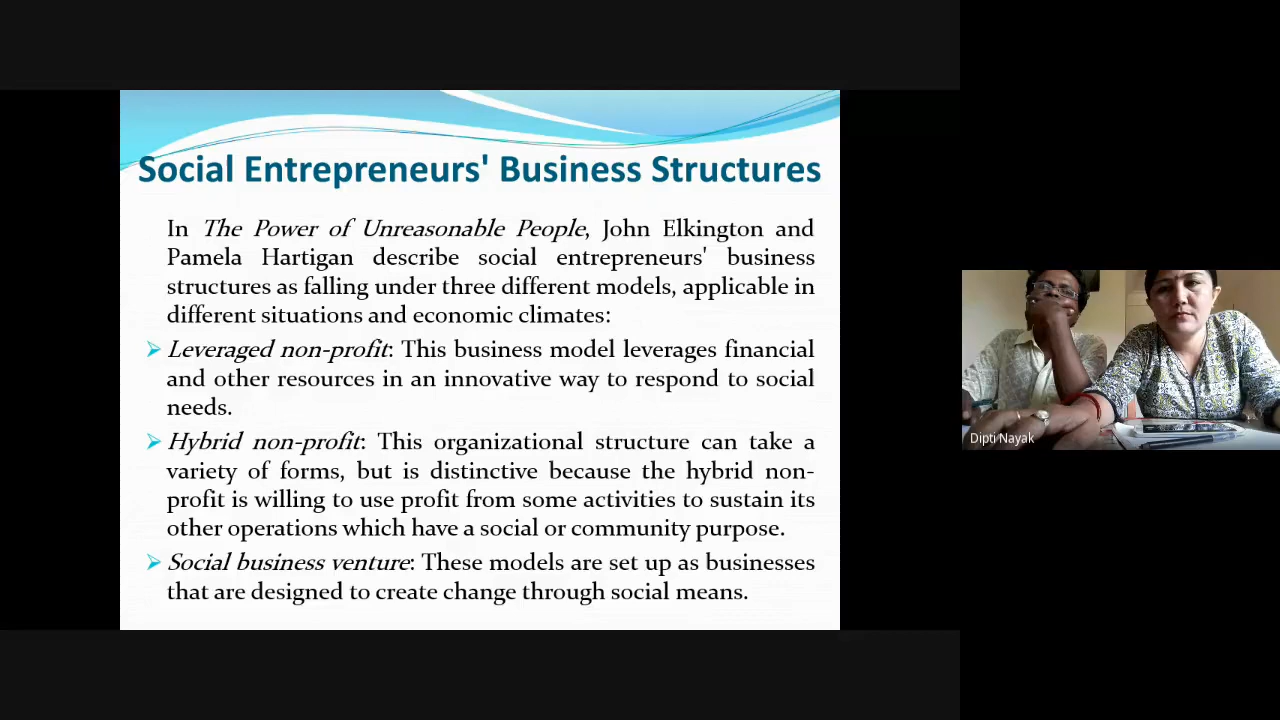 Social Entrepreneurs' Business Structures
In The Power of Unreasonable People, John Elkington and
Pamela Hartigan describe social entrepreneurs' business
structures as falling under three different models, applicable in
different situations and economic climates:
Leveraged non-profit: This business model leverages financial
and other resources in an innovative way to respond to social
needs.
Hybrid non-profit: This organizational structure can take a
variety of forms, but is distinctive because the hybrid non-
profit is willing to use profit from some activities to sustain its
other operations which have a social or community purpose.
Social business venture: These models are set up as businesses
that are designed to create change through social means.
Dipti Nayak